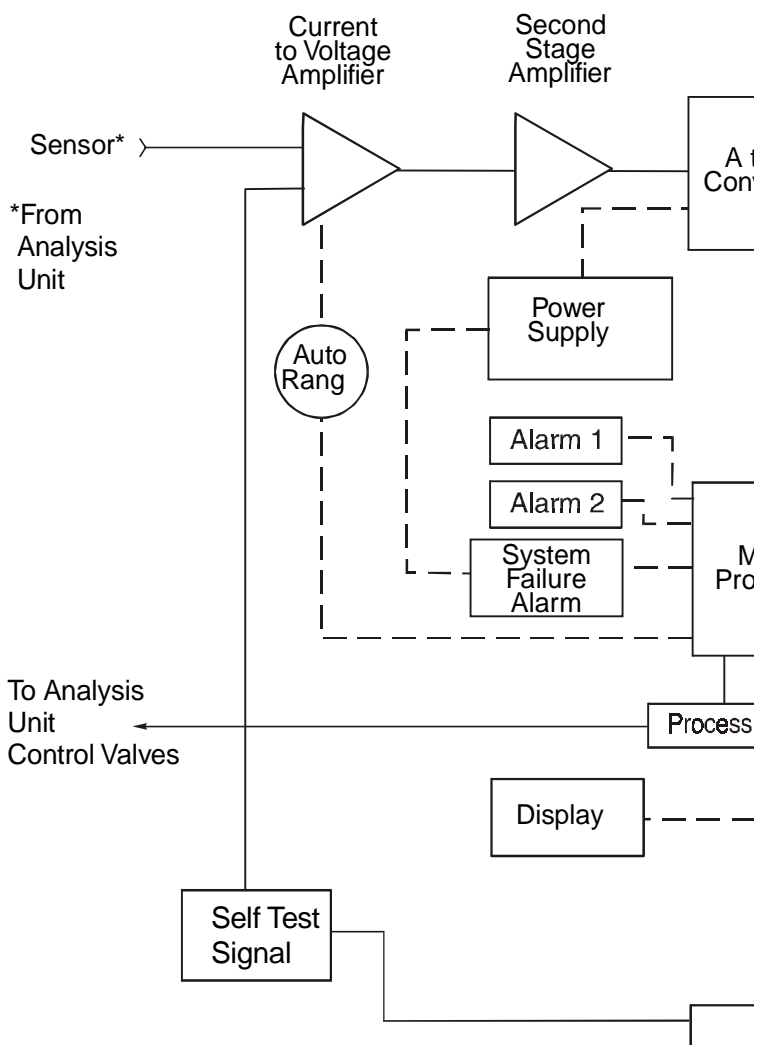 Current
to Voltage
Amplifier
Second
Stage
Amplifier
Sensor*
A
*From
Analysis
Unit
Power
Supply
Auto
Rang
Alarm 1
Alarm 2
System
Failure
Alarm
To Analysis
Unit
Control Valves
Process
Display
Self Test
Signal